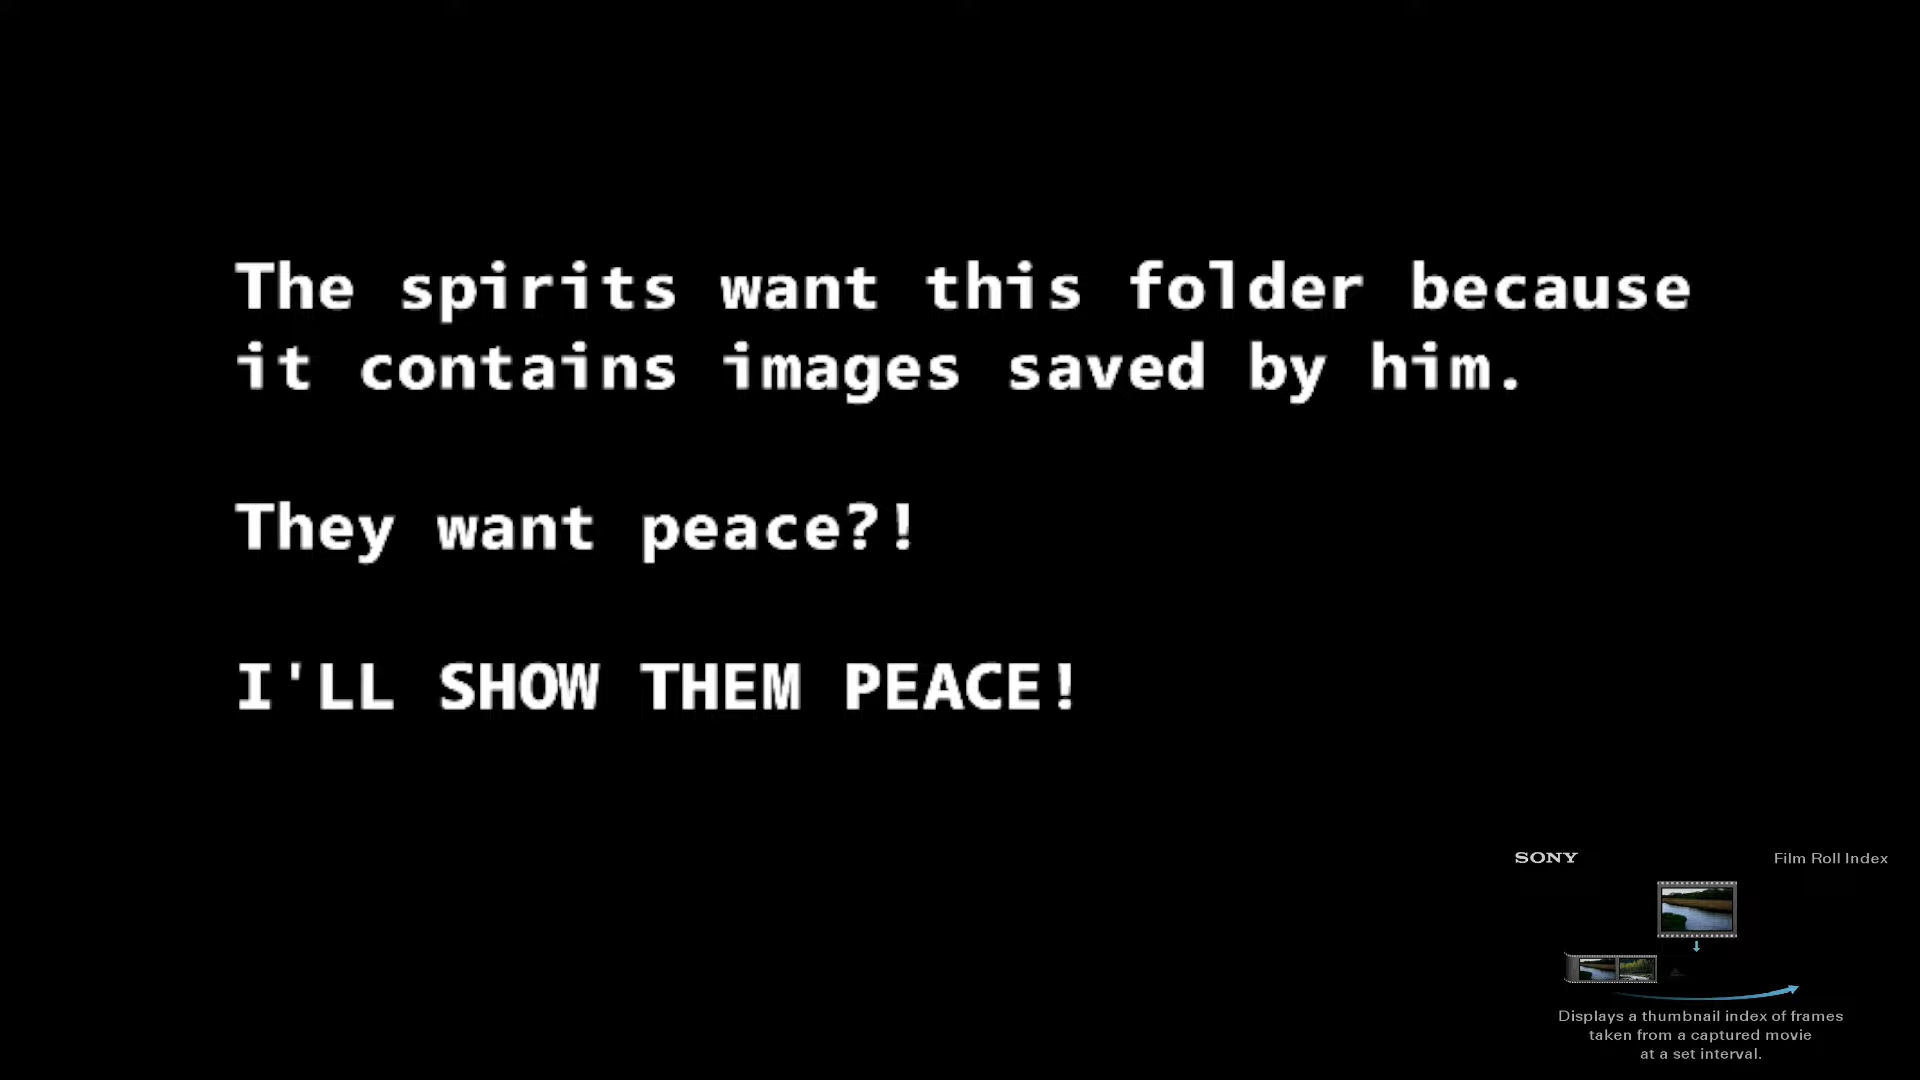 The spirits want this folder because
it contains images saved by him.
They want peace?!
I'LL SHOW THEM PEACE!
SONY
Film Roll Index
Displays a thumbnail index of frames
taken from a captured movie
at a set interval.